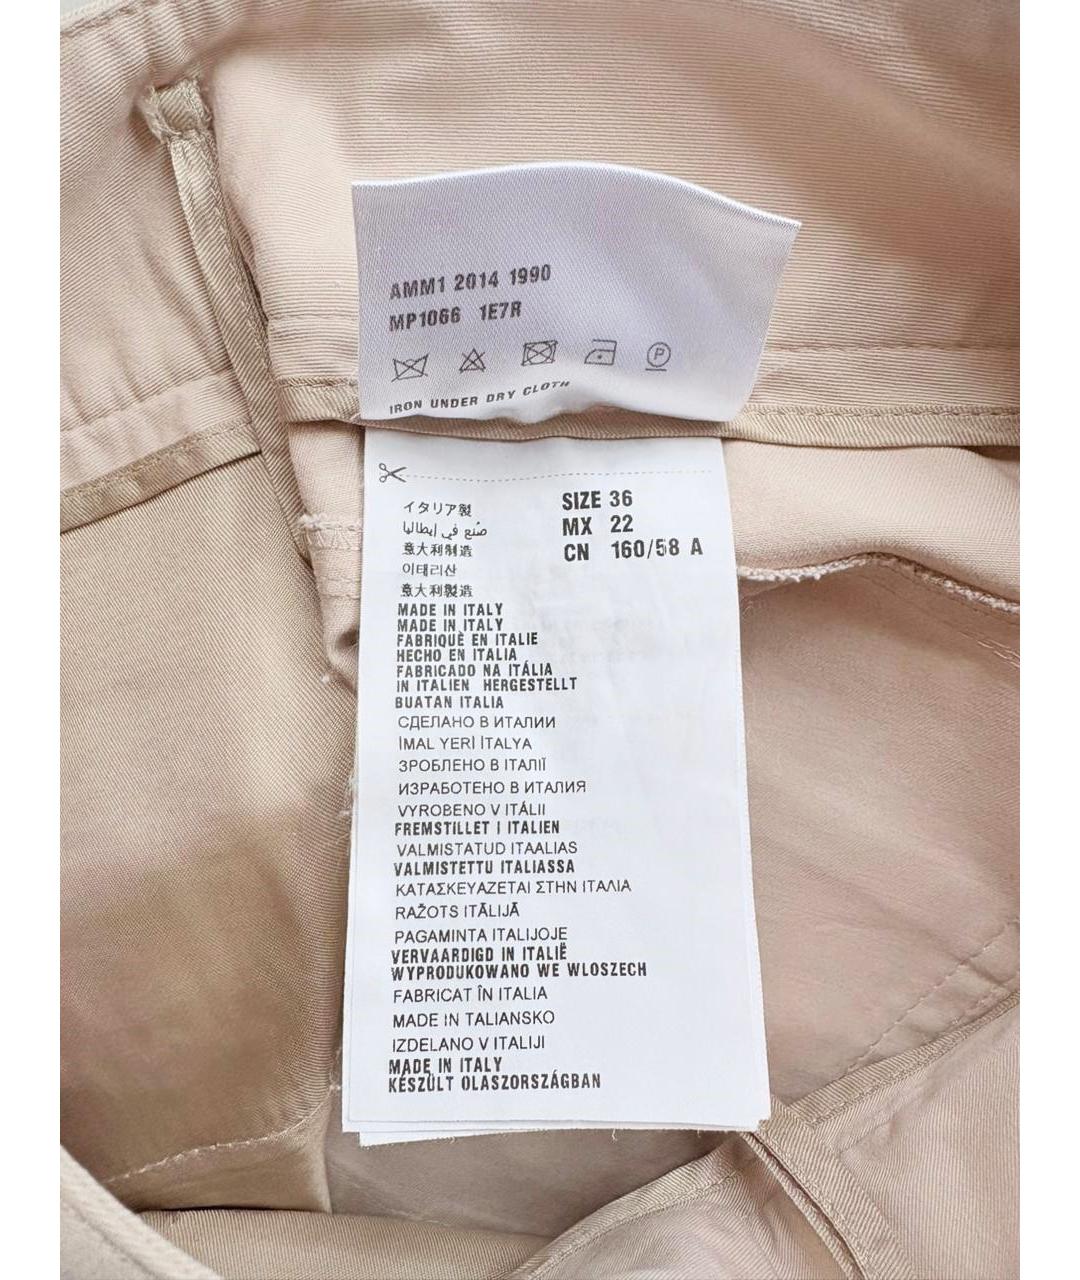 AMM1 2014 1990
MP1066 1E7R
P
IRON UNDER DRY CLOTH
SIZE 36
MX 22
CN 160/58 A
イタリア製
صُنع في إيطاليا
意大利制造
이태리산
意大利製造
MADE IN ITALY
MADE IN ITALY
FABRIQUÈ EN ITALIE
HECHO EN ITALIA
FABRICADO NA ITÁLIA
IN ITALIEN HERGESTELLT
BUATAN ITALIA
СДЕЛАНО В ИТАЛИИ
İMAL YERİ İTALYA
ЗРОБЛЕНО В ІТАЛІЇ
ИЗРАБОТЕНО В ИТАЛИЯ
VYROBENO V ITÁLII
FREMSTILLET I ITALIEN
VALMISTATUD ITAALIAS
VALMISTETTU ITALIASSA
ΚΑΤΑΣΚΕΥΑΖΕΤΑΙ ΣΤΗΝ ΙΤΑΛΙΑ
RAŽOTS ITĀLIJĀ
PAGAMINTA ITALIJOJE
VERVAARDIGD IN ITALIË
WYPRODUKOWANO WE WLOSZECH
FABRICAT ÎN ITALIA
MADE IN TALIANSKO
IZDELANO V ITALIJI
MADE IN ITALY
KÉSZÜLT OLASZORSZÁGBAN